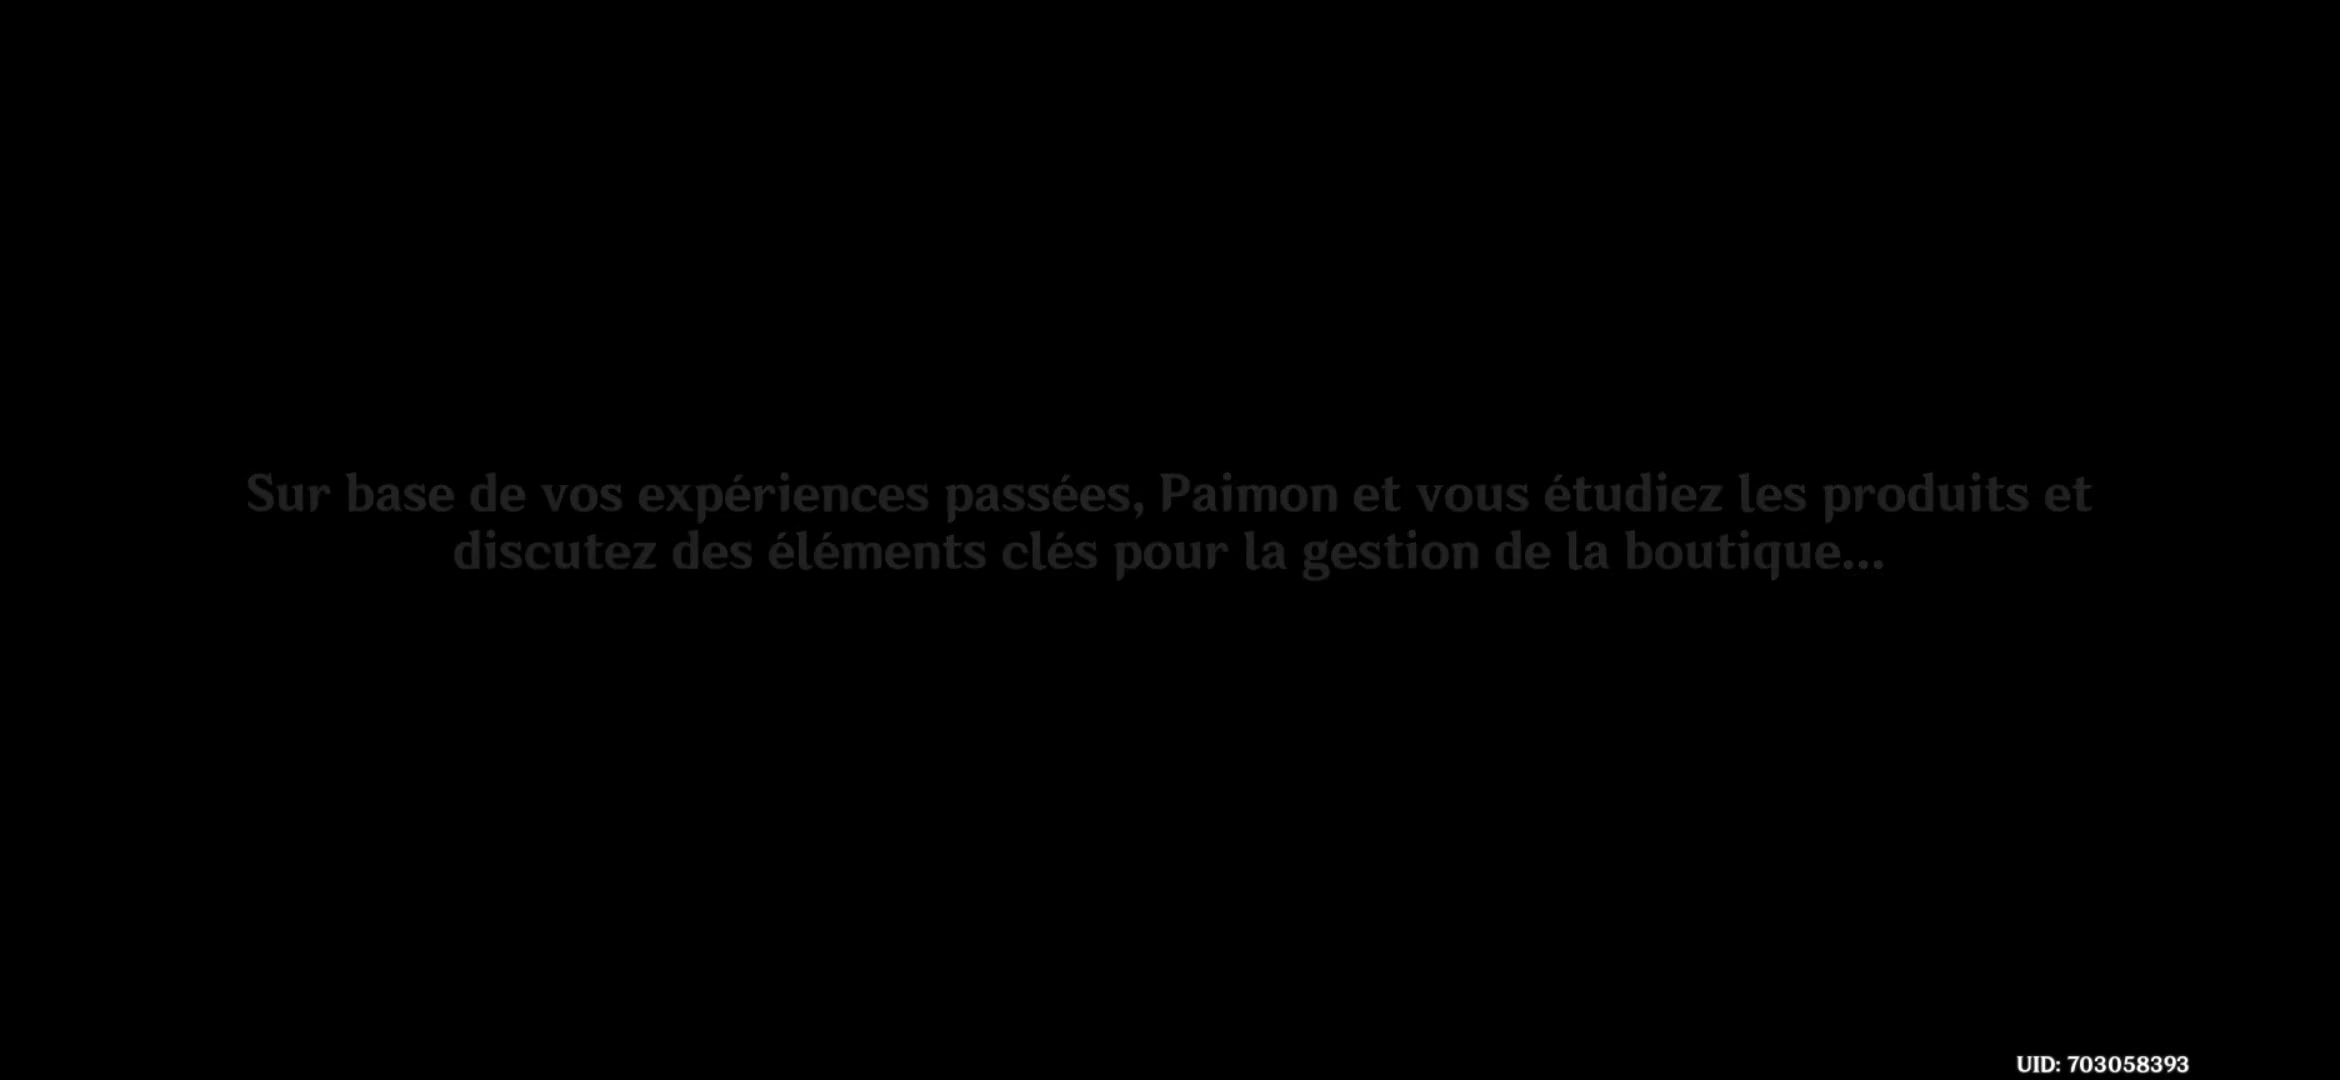 Sur base de vos expériences passées, Paimon et vous étudiez les produits et
discutez des éléments clés pour la gestion de la boutique...
UID: 703058393